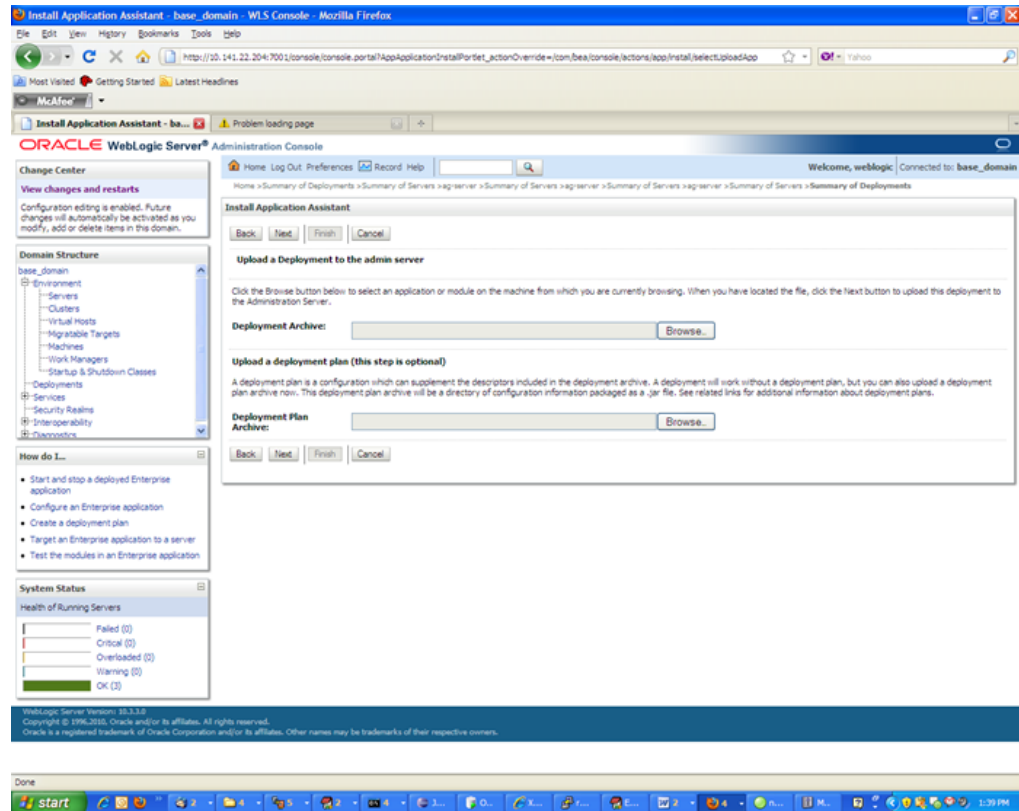 Install Application Assistant - base_domain - WLS Console - Mozilla Firefox
File Edit View History Bookmarks Tools Help
http://10.141.22.204:7001/console/console.portal?AppApplicationInstallPortlet_actionOverride=/com/bea/console/actions/app/install/selectUploadApp
Yahoo
Most Visited Getting Started Latest Headlines
McAfee
Install Application Assistant - ba... Problem loading page
ORACLE WebLogic Server® Administration Console
Change Center
View changes and restarts
Configuration editing is enabled. Future
changes will automatically be activated as you
modify, add or delete items in this domain.
Domain Structure
base_domain
Environment
Servers
Clusters
Virtual Hosts
Migratable Targets
Machines
Work Managers
Startup & Shutdown Classes
Deployments
Services
Security Realms
Interoperability
Diagnostics
How do I...
Start and stop a deployed Enterprise
application
Configure an Enterprise application
Create a deployment plan
Target an Enterprise application to a server
Test the modules in an Enterprise application
System Status
Health of Running Servers
Failed (0)
Critical (0)
Overloaded (0)
Warning (0)
OK (3)
Home Log Out Preferences Record Help
Welcome, weblogic Connected to: base_domain
Home >Summary of Deployments >Summary of Servers >ag-server >Summary of Servers >ag-server >Summary of Servers >ag-server >Summary of Servers >Summary of Deployments
Install Application Assistant
Back Next Finish Cancel
Upload a Deployment to the admin server
Click the Browse button below to select an application or module on the machine from which you are currently browsing. When you have located the file, click the Next button to upload this deployment to
the Administration Server.
Deployment Archive: Browse..
Upload a deployment plan (this step is optional)
A deployment plan is a configuration which can supplement the descriptors included in the deployment archive. A deployment will work without a deployment plan, but you can also upload a deployment
plan archive now. This deployment plan archive will be a directory of configuration information packaged as a .jar file. See related links for additional information about deployment plans.
Deployment Plan
Archive: Browse..
Back Next Finish Cancel
WebLogic Server Version: 10.3.3.0
Copyright © 1996,2010, Oracle and/or its affiliates. All rights reserved.
Oracle is a registered trademark of Oracle Corporation and/or its affiliates. Other names may be trademarks of their respective owners.
Done
start 2 4 5 2 4 J... O... X... r... E... 2 4 n... M... 1:39 PM